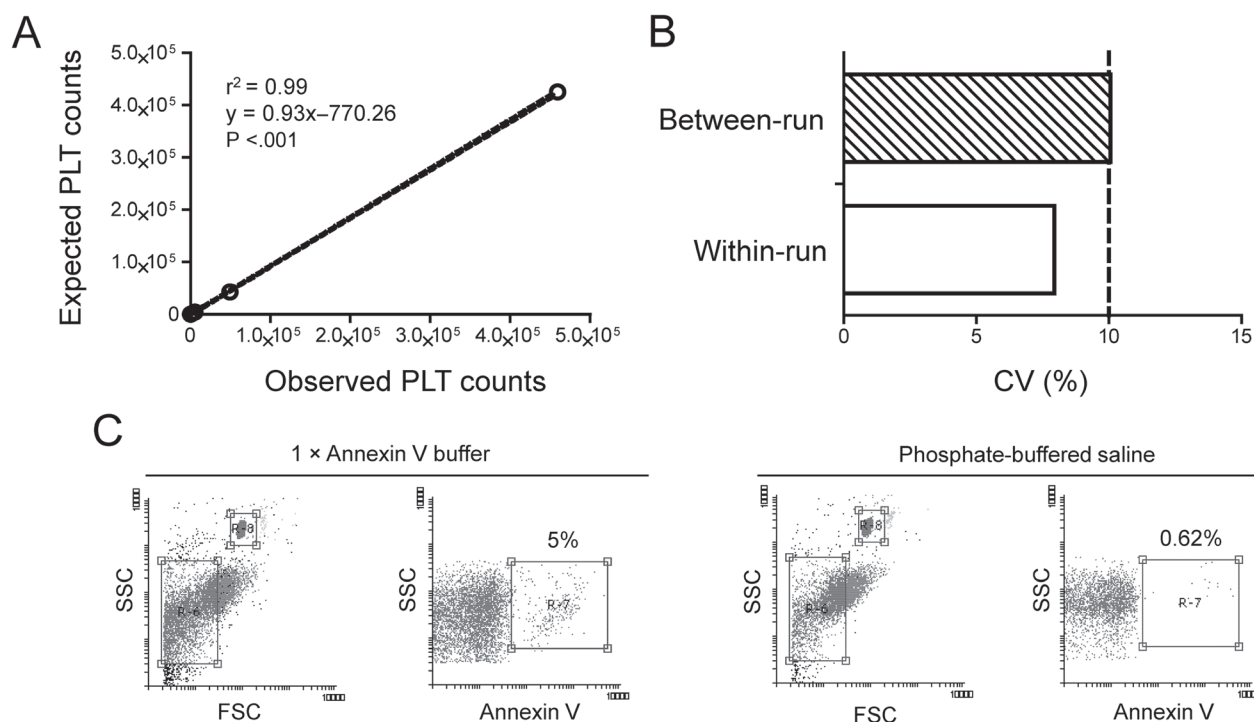 A
5.0×10⁵
4.0×10⁵
3.0×10⁵
2.0×10⁵
1.0×10⁵
0
Expected PLT counts
r² = 0.99
y = 0.93x–770.26
P <.001
0 1.0×10⁵ 2.0×10⁵ 3.0×10⁵ 4.0×10⁵ 5.0×10⁵
Observed PLT counts
B
Between-run
Within-run
0 5 10 15
CV (%)
C
1 × Annexin V buffer
SSC
R-8
R-6
FSC
SSC
5%
R-7
Annexin V
Phosphate-buffered saline
SSC
R-8
R-6
FSC
SSC
0.62%
R-7
Annexin V